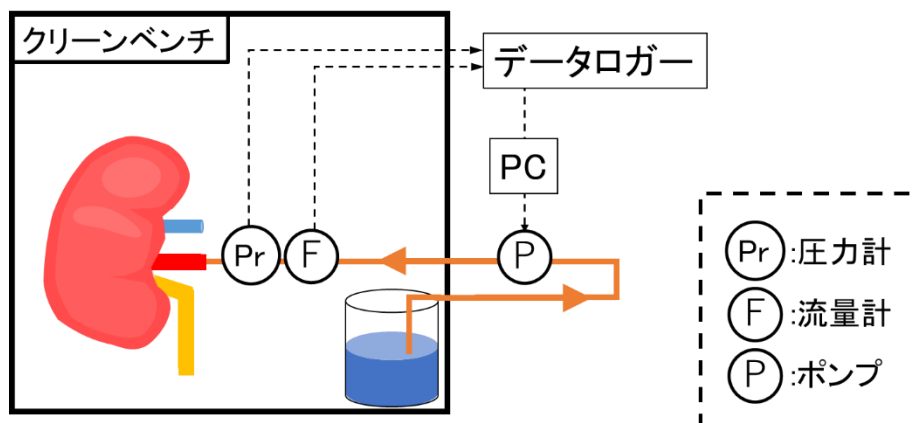 クリーンベンチ
データロガー
PC
Pr
F
P
Pr:圧力計
F:流量計
P:ポンプ